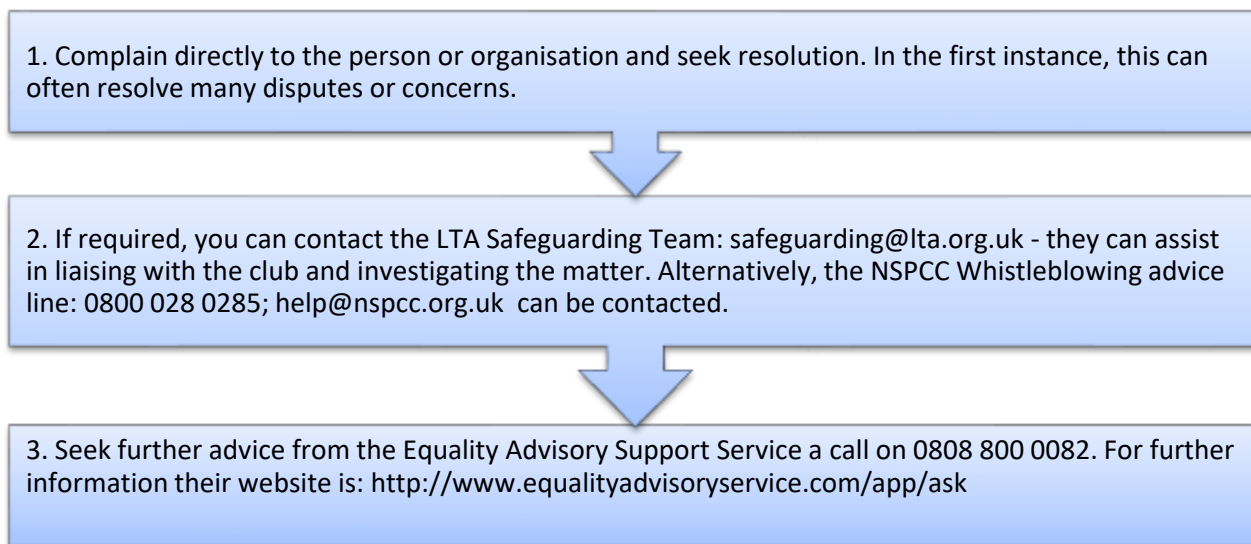 1. Complain directly to the person or organisation and seek resolution. In the first instance, this can
often resolve many disputes or concerns.
2. If required, you can contact the LTA Safeguarding Team: safeguarding@lta.org.uk - they can assist
in liaising with the club and investigating the matter. Alternatively, the NSPCC Whistleblowing advice
line: 0800 028 0285; help@nspcc.org.uk  can be contacted.
3. Seek further advice from the Equality Advisory Support Service a call on 0808 800 0082. For further
information their website is: http://www.equalityadvisoryservice.com/app/ask